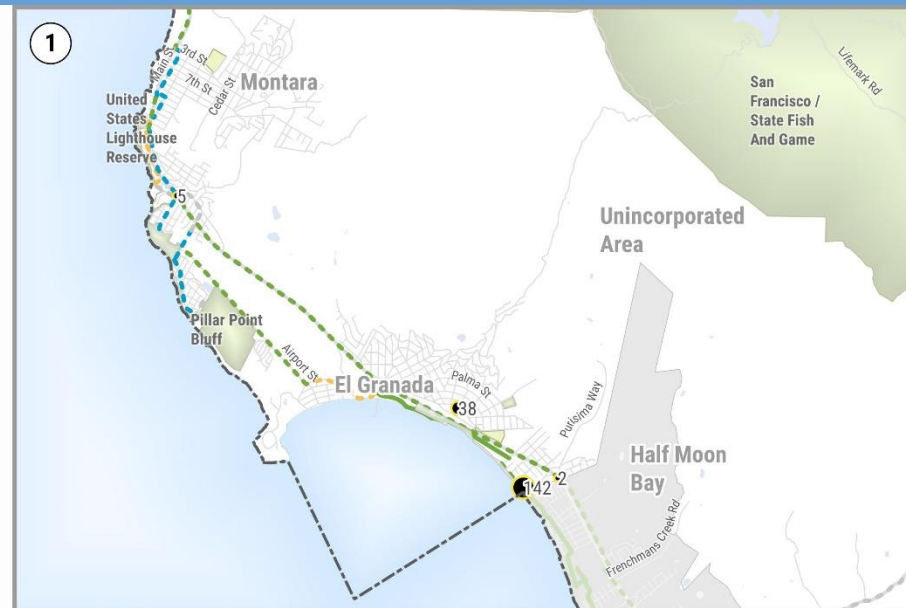 1
Main St
3rd St
7th St
Cedar St
Montara
United
States
Lighthouse
Reserve
San
Francisco /
State Fish
And Game
Lifemark Rd
5
Unincorporated
Area
Pillar Point
Bluff
Airport St
El Granada
Palma St
38
Purisima Way
Half Moon
Bay
142
2
Frenchmans Creek Rd